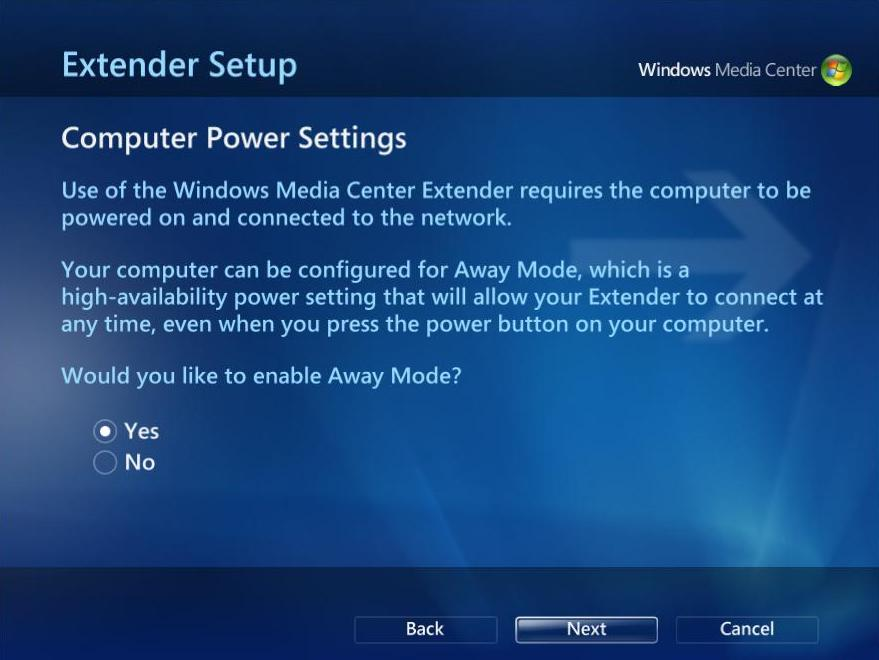 Extender Setup
Windows Media Center
Computer Power Settings
Use of the Windows Media Center Extender requires the computer to be
powered on and connected to the network.
Your computer can be configured for Away Mode, which is a
high-availability power setting that will allow your Extender to connect at
any time, even when you press the power button on your computer.
Would you like to enable Away Mode?
Yes
No
Back Next Cancel